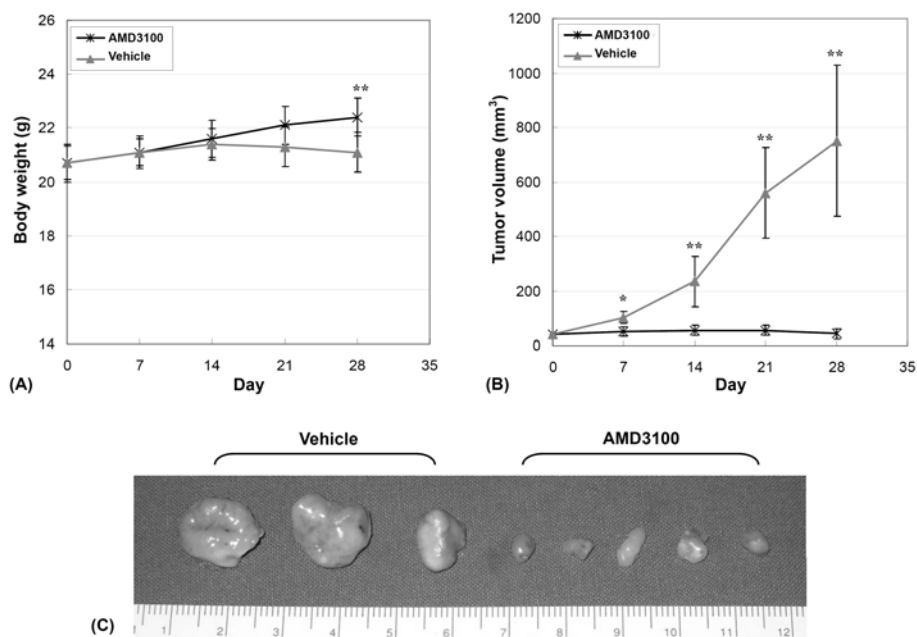 AMD3100
Vehicle
26
24
22
20
18
16
14
Body weight (g)
**
0 7 14 21 28 35
Day
(A)
AMD3100
Vehicle
1200
1000
800
600
400
200
0
Tumor volume (mm³)
*
**
**
**
0 7 14 21 28 35
Day
(B)
Vehicle AMD3100
1 2 3 4 5 6 7 8 9 10 11 12
(C)